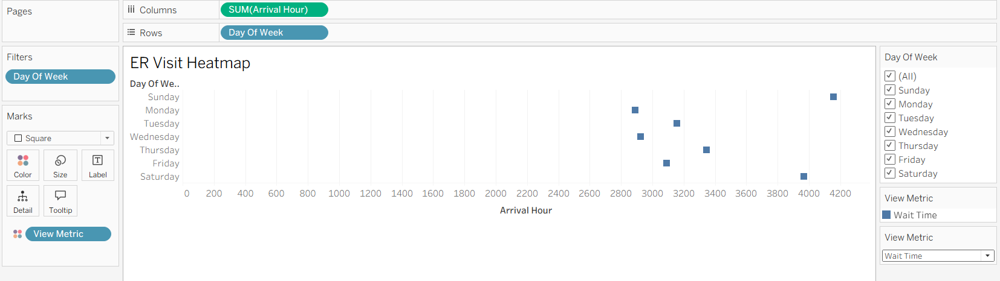 Pages
Columns
SUM(Arrival Hour)
Rows
Day Of Week
Filters
Day Of Week
Marks
Square
Color
Size
Label
Detail
Tooltip
View Metric
ER Visit Heatmap
Day Of We..
Sunday
Monday
Tuesday
Wednesday
Thursday
Friday
Saturday
0 200 400 600 800 1000 1200 1400 1600 1800 2000 2200 2400 2600 2800 3000 3200 3400 3600 3800 4000 4200
Arrival Hour
Day Of Week
(All)
Sunday
Monday
Tuesday
Wednesday
Thursday
Friday
Saturday
View Metric
Wait Time
View Metric
Wait Time